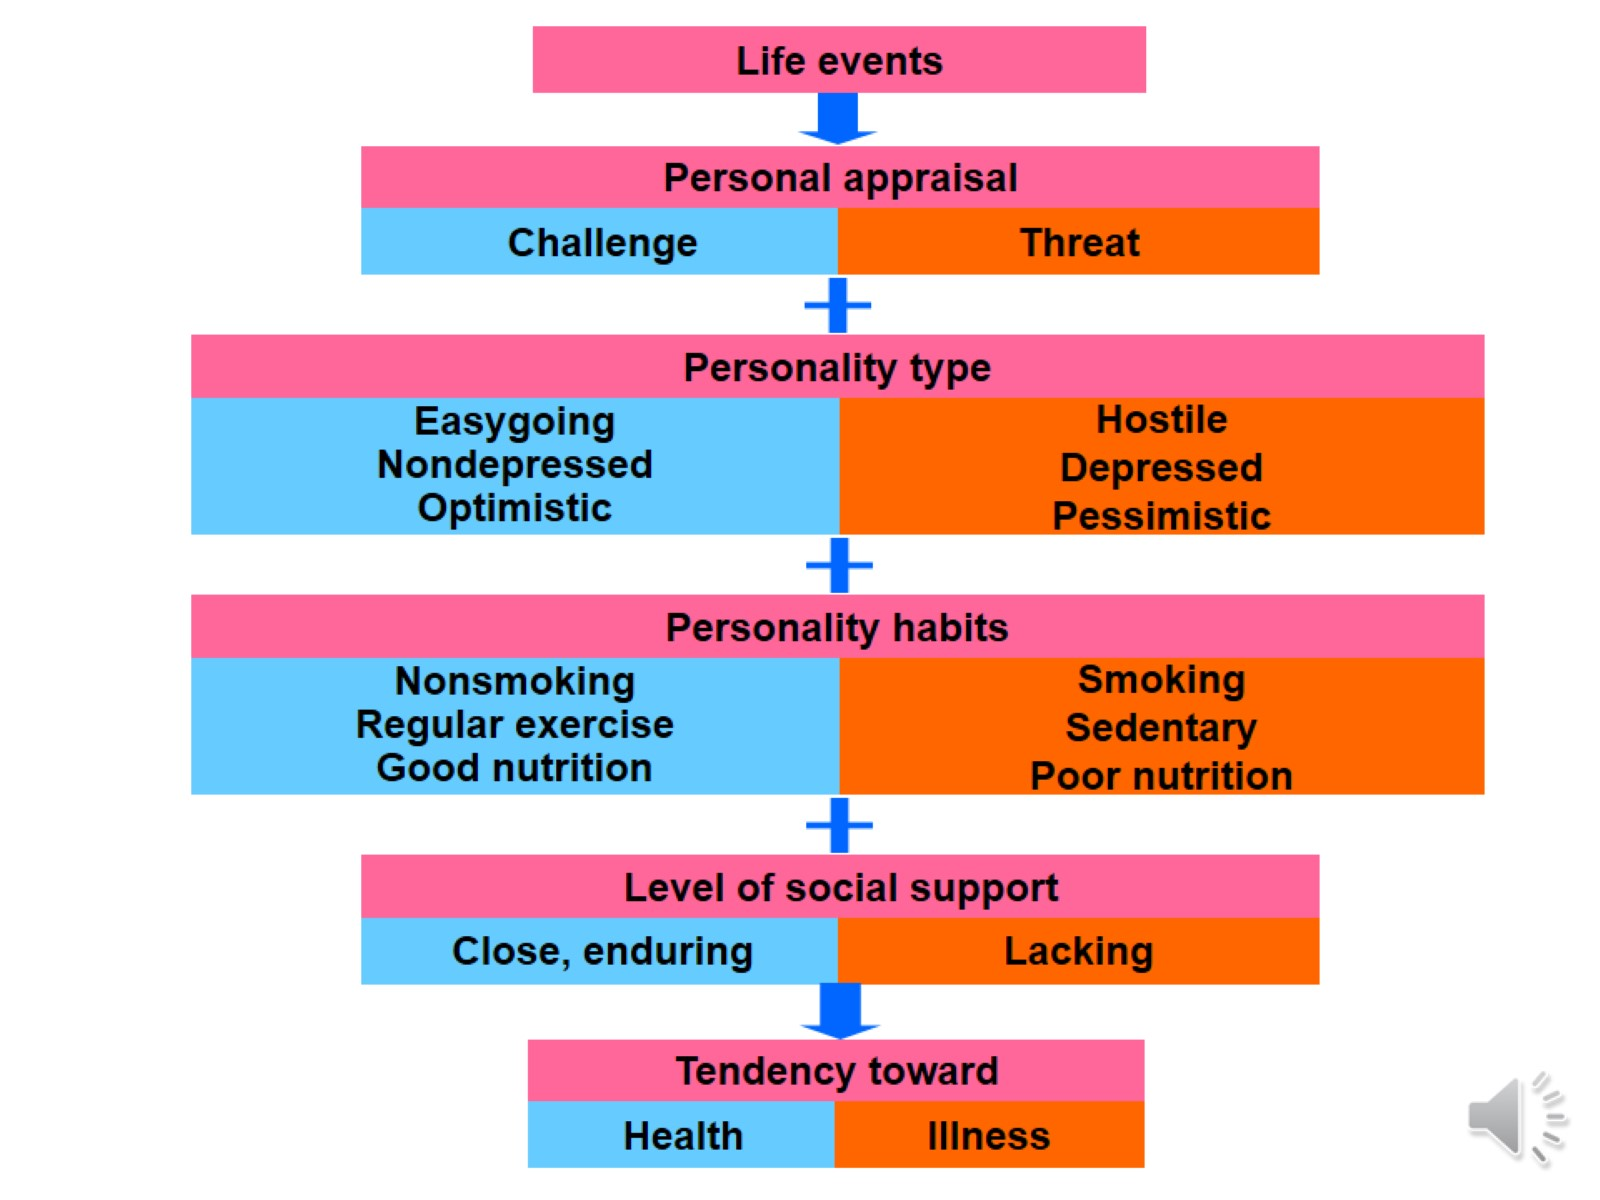 Life events
Personal appraisal
Challenge
Threat
Personality type
Easygoing
Nondepressed
Optimistic
Hostile
Depressed
Pessimistic
Personality habits
Nonsmoking
Regular exercise
Good nutrition
Smoking
Sedentary
Poor nutrition
Level of social support
Close, enduring
Lacking
Tendency toward
Health
Illness